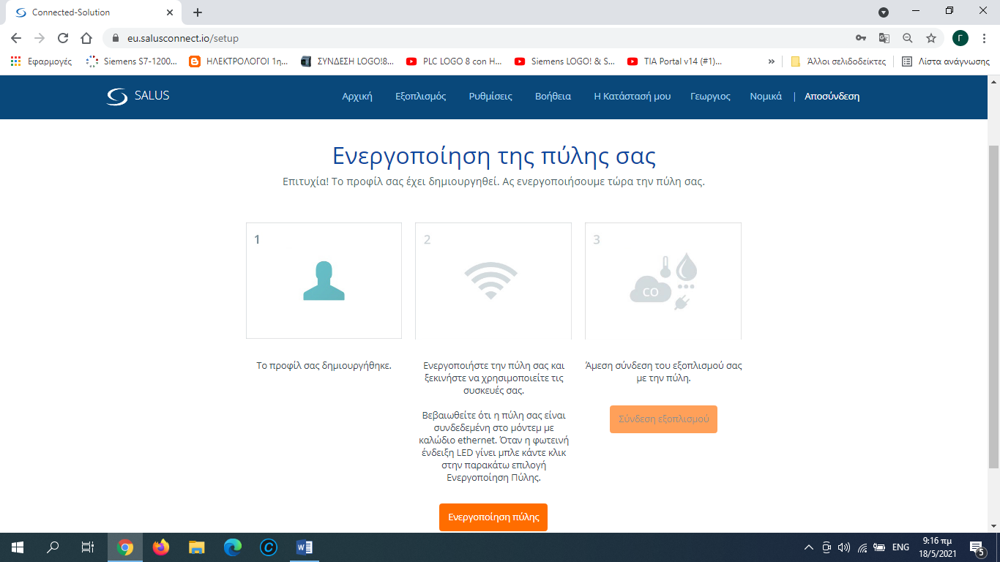 Connected-Solution
eu.salusconnect.io/setup
Γ
Εφαρμογές
Siemens S7-1200...
ΗΛΕΚΤΡΟΛΟΓΟΙ 1η...
ΣΥΝΔΕΣΗ LOGO!8...
PLC LOGO 8 con H...
Siemens LOGO! & S...
TIA Portal v14 (#1)...
»
Άλλοι σελιδοδείκτες
Λίστα ανάγνωσης
SALUS
Αρχική
Εξοπλισμός
Ρυθμίσεις
Βοήθεια
Η Κατάστασή μου
Γεωργιος
Νομικά
Αποσύνδεση
Ενεργοποίηση της πύλης σας
Επιτυχία! Το προφίλ σας έχει δημιουργηθεί. Ας ενεργοποιήσουμε τώρα την πύλη σας.
1
Το προφίλ σας δημιουργήθηκε.
2
Ενεργοποιήστε την πύλη σας και
ξεκινήστε να χρησιμοποιείτε τις
συσκευές σας.
Βεβαιωθείτε ότι η πύλη σας είναι
συνδεδεμένη στο μόντεμ με
καλώδιο ethernet. Όταν η φωτεινή
ένδειξη LED γίνει μπλε κάντε κλικ
στην παρακάτω επιλογή
Ενεργοποίηση Πύλης.
Ενεργοποίηση πύλης
3
CO
Άμεση σύνδεση του εξοπλισμού σας
με την πύλη.
Σύνδεση εξοπλισμού
ENG
9:16 πμ
18/5/2021
5